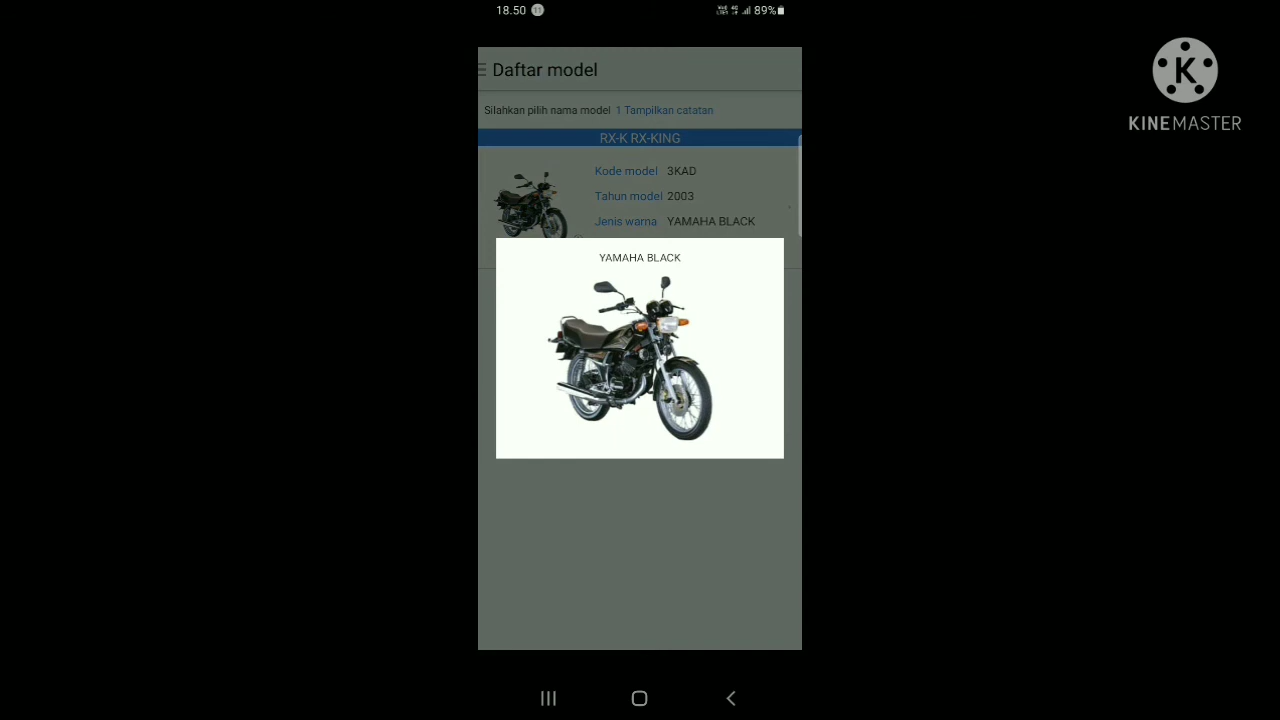 18.50
89%
Daftar model
Silahkan pilih nama model 1 Tampilkan catatan
RX-K RX-KING
Kode model 3KAD
Tahun model 2003
Jenis warna YAMAHA BLACK
YAMAHA BLACK
K
KINEMASTER